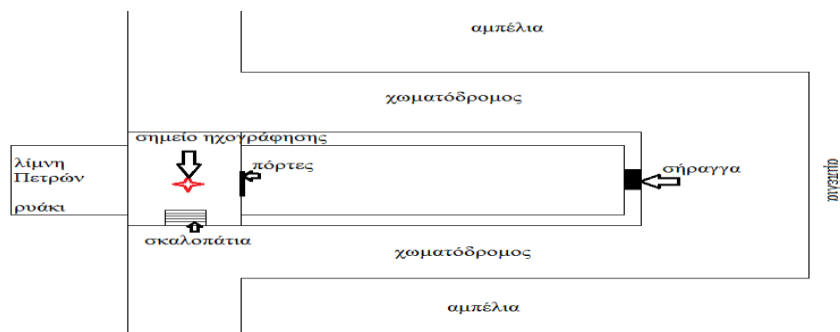 αμπέλια
χωματόδρομος
σημείο ηχογράφησης
λίμνη
Πετρών
πόρτες
σήραγγα
ρυάκι
σκαλοπάτια
χωματόδρομος
αμπέλια